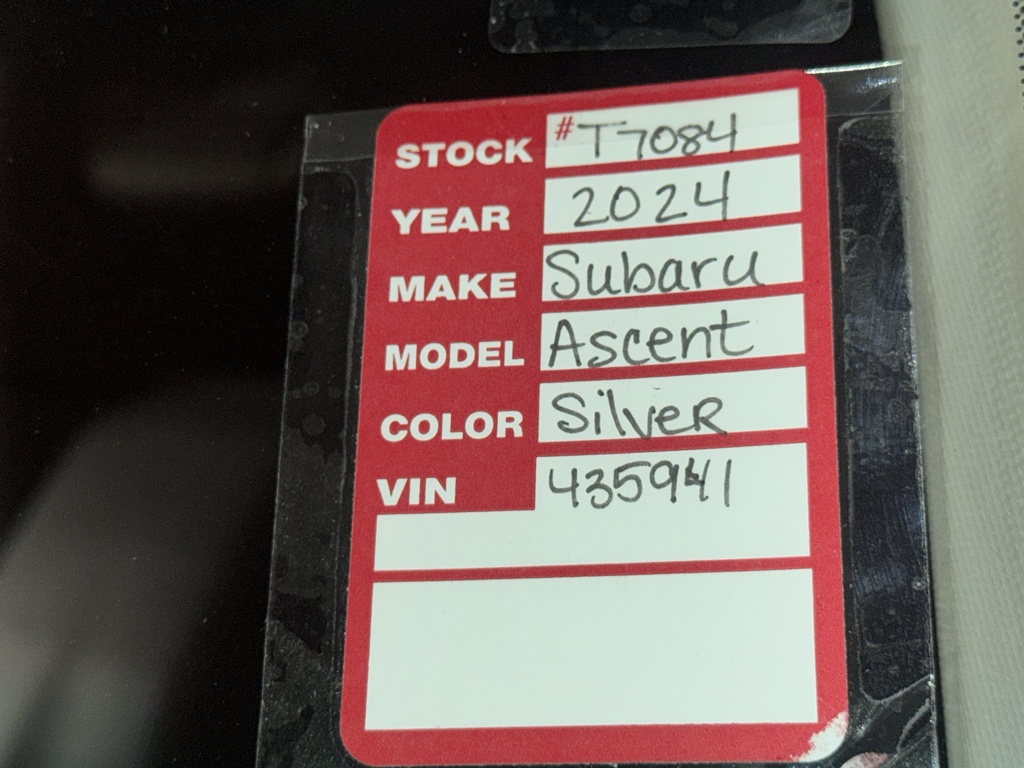 STOCK #T7084
YEAR 2024
MAKE Subaru
MODEL Ascent
COLOR Silver
VIN 435941